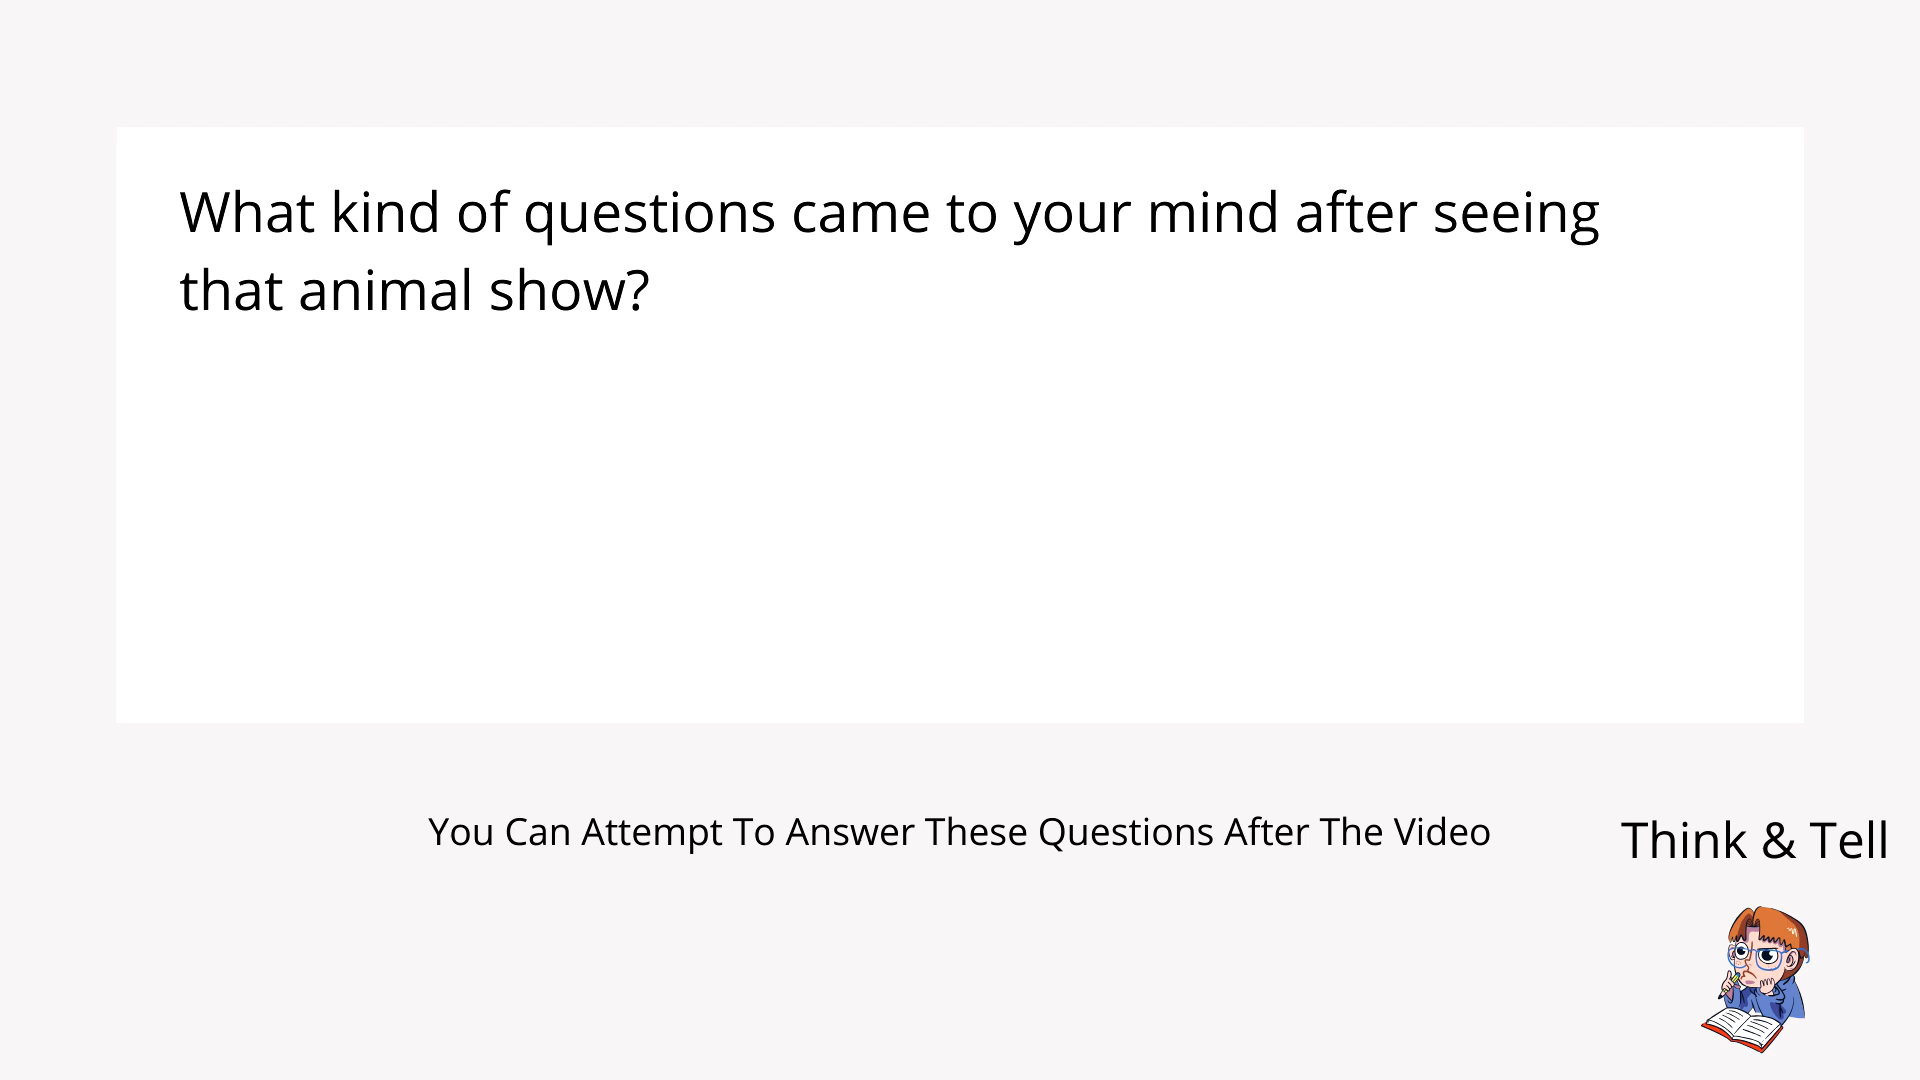 What kind of questions came to your mind after seeing
that animal show?
You Can Attempt To Answer These Questions After The Video
Think & Tell